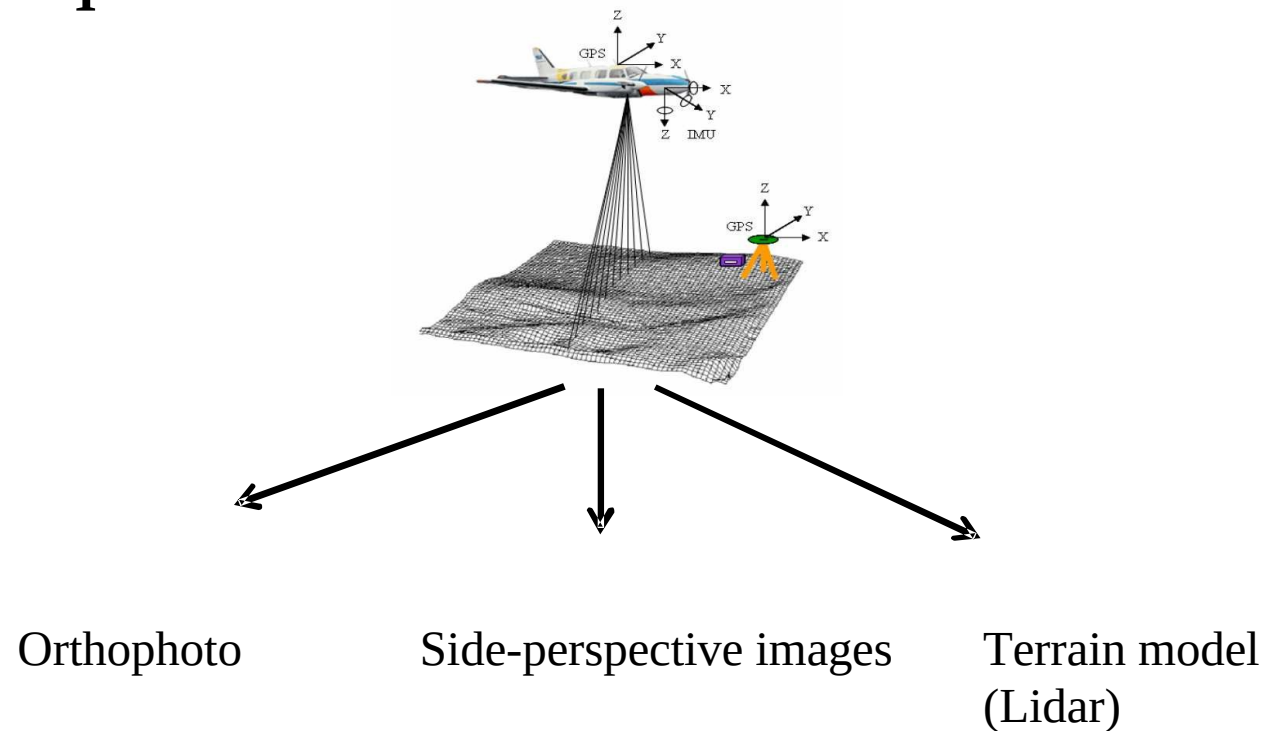 Z
Y
GPS
X
X
Y
Z IMU
Z
Y
GPS
X
Orthophoto
Side-perspective images
Terrain model
(Lidar)